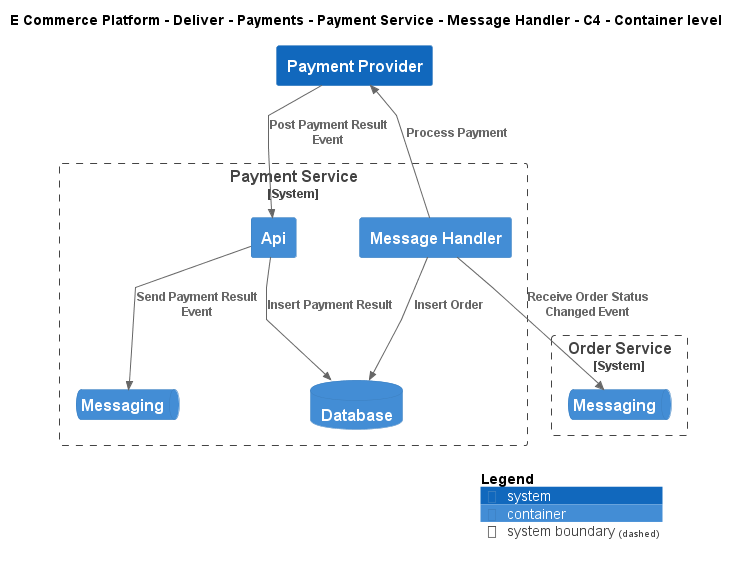 E Commerce Platform - Deliver - Payments - Payment Service - Message Handler - C4 - Container level
Payment Provider
Post Payment Result
Event
Process Payment
Payment Service
[System]
Api
Message Handler
Send Payment Result
Event
Insert Payment Result
Insert Order
Receive Order Status
Changed Event
Order Service
[System]
Messaging
Database
Messaging
Legend
system
container
system boundary (dashed)